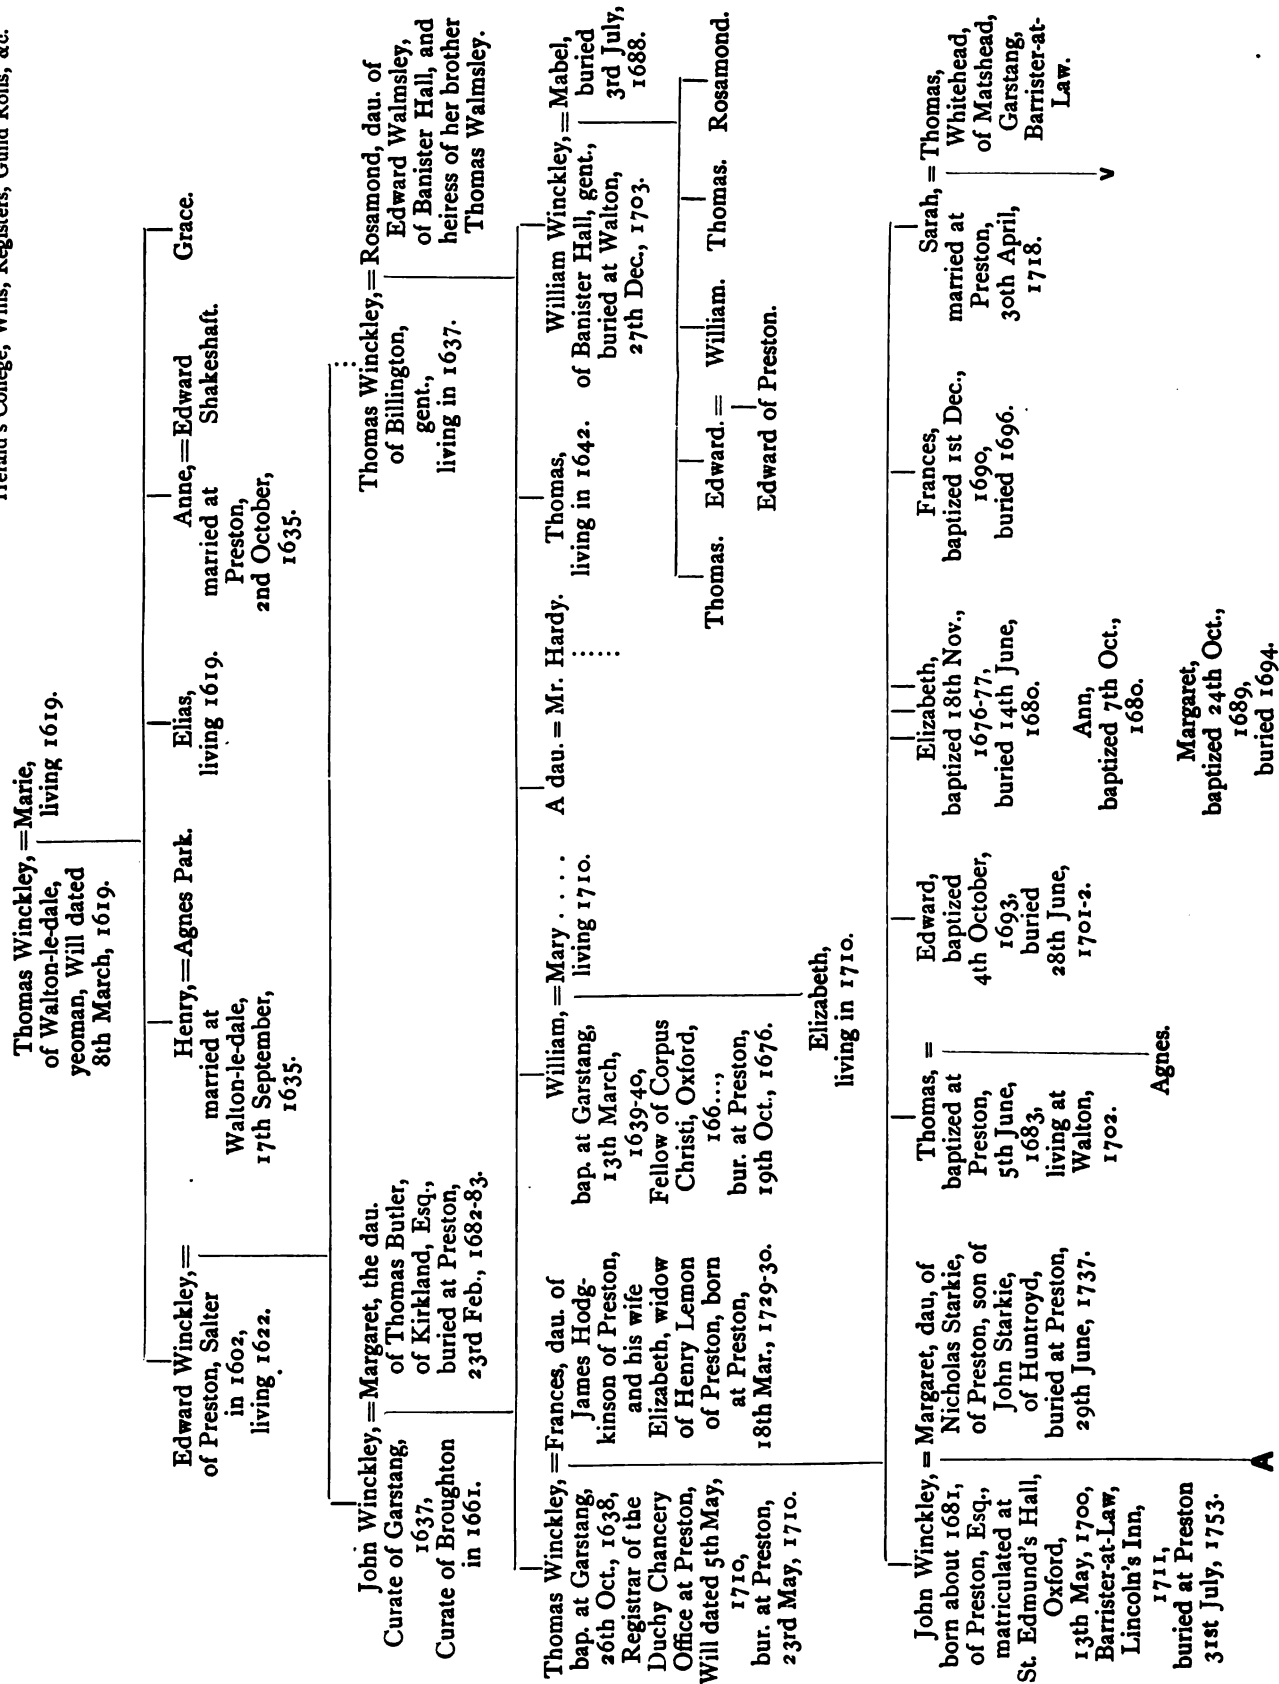 Herald's College, Wills, Registers, Guild Rolls, &c.
Thomas Winckley, = Marie,
of Walton-le-dale,
yeoman, Will dated
8th March, 1619.
living 1619.
Edward Winckley, =
of Preston, Salter
in 1602,
living 1622.
Henry, = Agnes Park.
married at
Walton-le-dale,
17th September,
1635.
Elias,
living 1619.
Anne, = Edward
Shakeshaft.
married at
Preston,
2nd October,
1635.
Grace.
John Winckley, = Margaret, the dau.
Curate of Garstang,
1637,
Curate of Broughton
in 1661.
of Thomas Butler,
of Kirkland, Esq.,
buried at Preston,
23rd Feb., 1682-83.
Thomas Winckley, = Rosamond, dau. of
of Billington,
gent.,
living in 1637.
Edward Walmsley,
of Banister Hall, and
heiress of her brother
Thomas Walmsley.
Thomas Winckley, = Frances, dau. of
bap. at Garstang,
26th Oct., 1638,
Registrar of the
Duchy Chancery
Office at Preston,
Will dated 5th May,
1710,
bur. at Preston,
23rd May, 1710.
James Hodg-
kinson of Preston,
and his wife
Elizabeth, widow
of Henry Lemon
of Preston, born
at Preston,
18th Mar., 1729-30.
William, = Mary . . . .
bap. at Garstang,
13th March,
1639-40,
Fellow of Corpus
Christi, Oxford,
166...,
bur. at Preston,
19th Oct., 1676.
living 1710.
Elizabeth,
living in 1710.
A dau. = Mr. Hardy.
Thomas,
living in 1642.
William Winckley, = Mabel,
of Banister Hall, gent.,
buried at Walton,
27th Dec., 1703.
buried
3rd July,
1688.
Thomas. Edward. = William. Thomas. Rosamond.
Edward of Preston.
John Winckley, = Margaret, dau, of
born about 1681,
of Preston, Esq.,
matriculated at
St. Edmund's Hall,
Oxford,
13th May, 1700,
Barrister-at-Law,
Lincoln's Inn,
1711,
buried at Preston
31st July, 1753.
Nicholas Starkie,
of Preston, son of
John Starkie,
of Huntroyd,
buried at Preston,
29th June, 1737.
A
Thomas, =
baptized at
Preston,
5th June,
1683,
living at
Walton,
1702.
Agnes.
Edward,
baptized
4th October,
1693,
buried
28th June,
1701-2.
Elizabeth,
baptized 18th Nov.,
1676-77,
buried 14th June,
1680.
Ann,
baptized 7th Oct.,
1680.
Margaret,
baptized 24th Oct.,
1689,
buried 1694.
Frances,
baptized 1st Dec.,
1690,
buried 1696.
Sarah, = Thomas,
married at
Preston,
30th April,
1718.
Whitehead,
of Matshead,
Garstang,
Barrister-at-
Law.